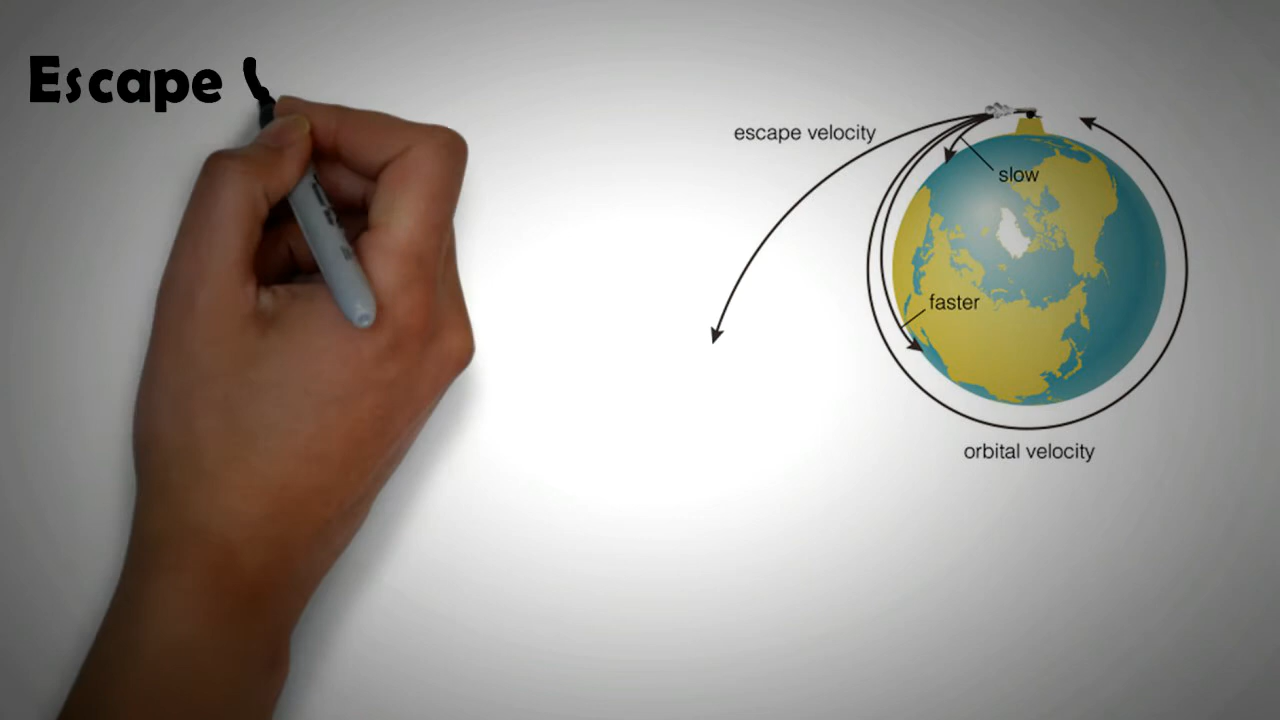 Escape
escape velocity
slow
faster
orbital velocity